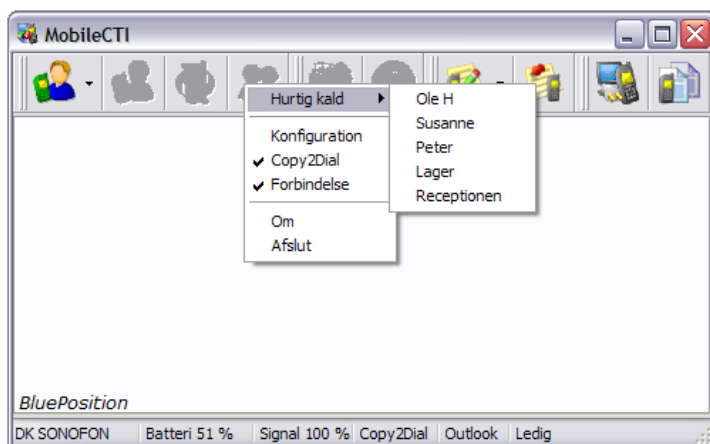 MobileCTI
Hurtig kald
Konfiguration
Copy2Dial
Forbindelse
Om
Afslut
Ole H
Susanne
Peter
Lager
Receptionen
BluePosition
DK SONOFON Batteri 51 % Signal 100 % Copy2Dial Outlook Ledig